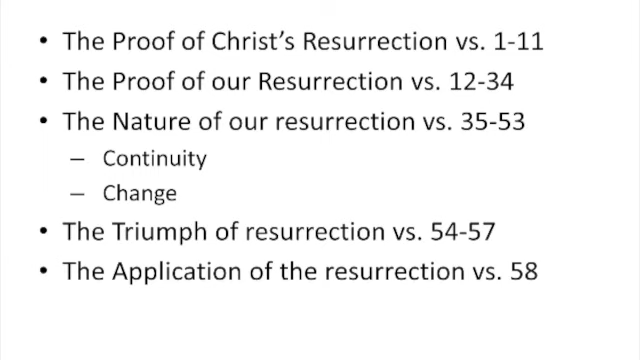 • The Proof of Christ’s Resurrection vs. 1-11
• The Proof of our Resurrection vs. 12-34
• The Nature of our resurrection vs. 35-53
– Continuity
– Change
• The Triumph of resurrection vs. 54-57
• The Application of the resurrection vs. 58